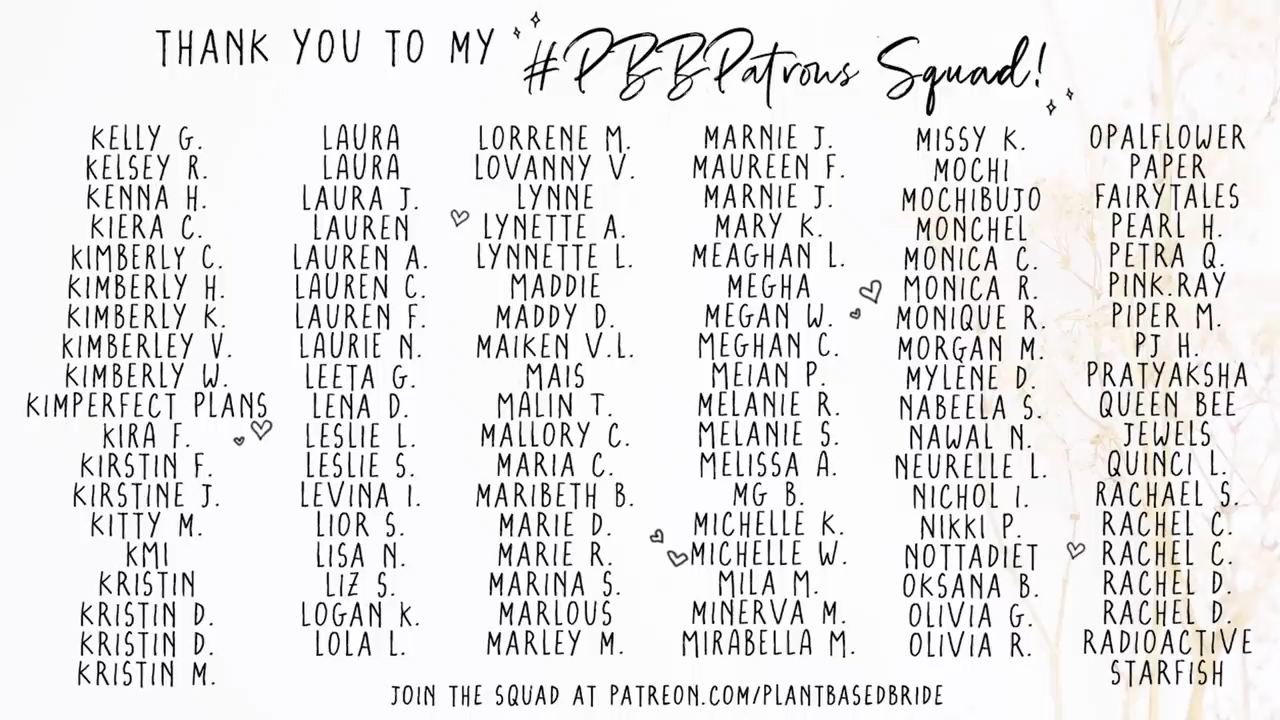 THANK YOU TO MY #PBBPatrons Squad!
KELLY G.
KELSEY R.
KENNA H.
KIERA C.
KIMBERLY C.
KIMBERLY H.
KIMBERLY K.
KIMBERLEY V.
KIMBERLY W.
KIMPERFECT PLANS
KIRA F.
KIRSTIN F.
KIRSTINE J.
KITTY M.
KMI
KRISTIN
KRISTIN D.
KRISTIN D.
KRISTIN M.
LAURA
LAURA
LAURA J.
LAUREN
LAUREN A.
LAUREN C.
LAUREN F.
LAURIE N.
LEETA G.
LENA D.
LESLIE L.
LESLIE S.
LEVINA I.
LIOR S.
LISA N.
LIZ S.
LOGAN K.
LOLA L.
LORRENE M.
LOVANNY V.
LYNNE
LYNETTE A.
LYNNETTE L.
MADDIE
MADDY D.
MAIKEN V.L.
MAIS
MALIN T.
MALLORY C.
MARIA C.
MARIBETH B.
MARIE D.
MARIE R.
MARINA S.
MARLOUS
MARLEY M.
MARNIE J.
MAUREEN F.
MARNIE J.
MARY K.
MEAGHAN L.
MEGHA
MEGAN W.
MEGHAN C.
MEIAN P.
MELANIE R.
MELANIE S.
MELISSA A.
MG B.
MICHELLE K.
MICHELLE W.
MILA M.
MINERVA M.
MIRABELLA M.
MISSY K.
MOCHI
MOCHIBUJO
MONCHEL
MONICA C.
MONICA R.
MONIQUE R.
MORGAN M.
MYLENE D.
NABEELA S.
NAWAL N.
NEURELLE L.
NICHOL I.
NIKKI P.
NOTTADIET
OKSANA B.
OLIVIA G.
OLIVIA R.
OPALFLOWER
PAPER
FAIRYTALES
PEARL H.
PETRA Q.
PINK.RAY
PIPER M.
PJ H.
PRATYAKSHA
QUEEN BEE
JEWELS
QUINCI L.
RACHAEL S.
RACHEL C.
RACHEL C.
RACHEL D.
RACHEL D.
RADIOACTIVE
STARFISH
JOIN THE SQUAD AT PATREON.COM/PLANTBASEDBRIDE